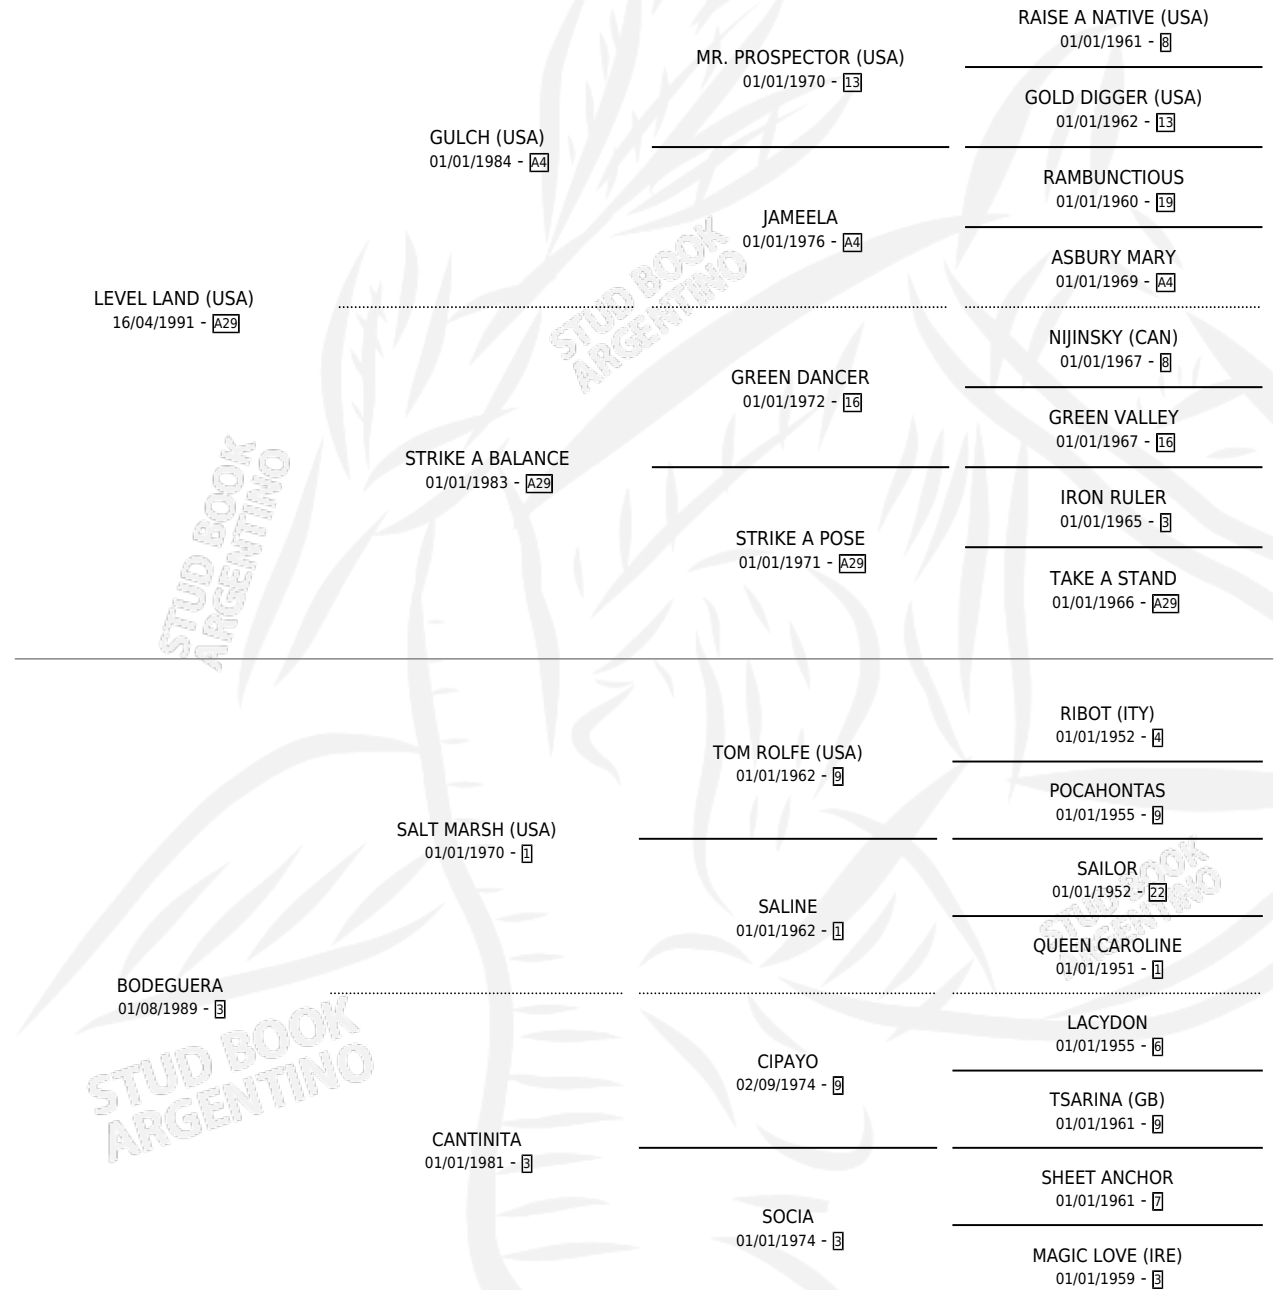 RAISE A NATIVE (USA)
01/01/1961 - 8
MR. PROSPECTOR (USA)
01/01/1970 - 13
GOLD DIGGER (USA)
01/01/1962 - 13
GULCH (USA)
01/01/1984 - A4
RAMBUNCTIOUS
01/01/1960 - 19
JAMEELA
01/01/1976 - A4
ASBURY MARY
01/01/1969 - A4
LEVEL LAND (USA)
16/04/1991 - A29
STUD BOOK
ARGENTINO
NIJINSKY (CAN)
01/01/1967 - 8
GREEN DANCER
01/01/1972 - 16
GREEN VALLEY
01/01/1967 - 16
STRIKE A BALANCE
01/01/1983 - A29
IRON RULER
01/01/1965 - 3
STRIKE A POSE
01/01/1971 - A29
TAKE A STAND
01/01/1966 - A29
STUD BOOK
ARGENTINO
RIBOT (ITY)
01/01/1952 - 4
TOM ROLFE (USA)
01/01/1962 - 9
POCAHONTAS
01/01/1955 - 9
SALT MARSH (USA)
01/01/1970 - 1
SAILOR
01/01/1952 - 22
SALINE
01/01/1962 - 1
QUEEN CAROLINE
01/01/1951 - 1
STUD BOOK
ARGENTINO
BODEGUERA
01/08/1989 - 3
LACYDON
01/01/1955 - 6
CIPAYO
02/09/1974 - 9
TSARINA (GB)
01/01/1961 - 9
CANTINITA
01/01/1981 - 3
SHEET ANCHOR
01/01/1961 - 7
SOCIA
01/01/1974 - 3
MAGIC LOVE (IRE)
01/01/1959 - 3
STUD BOOK
ARGENTINO